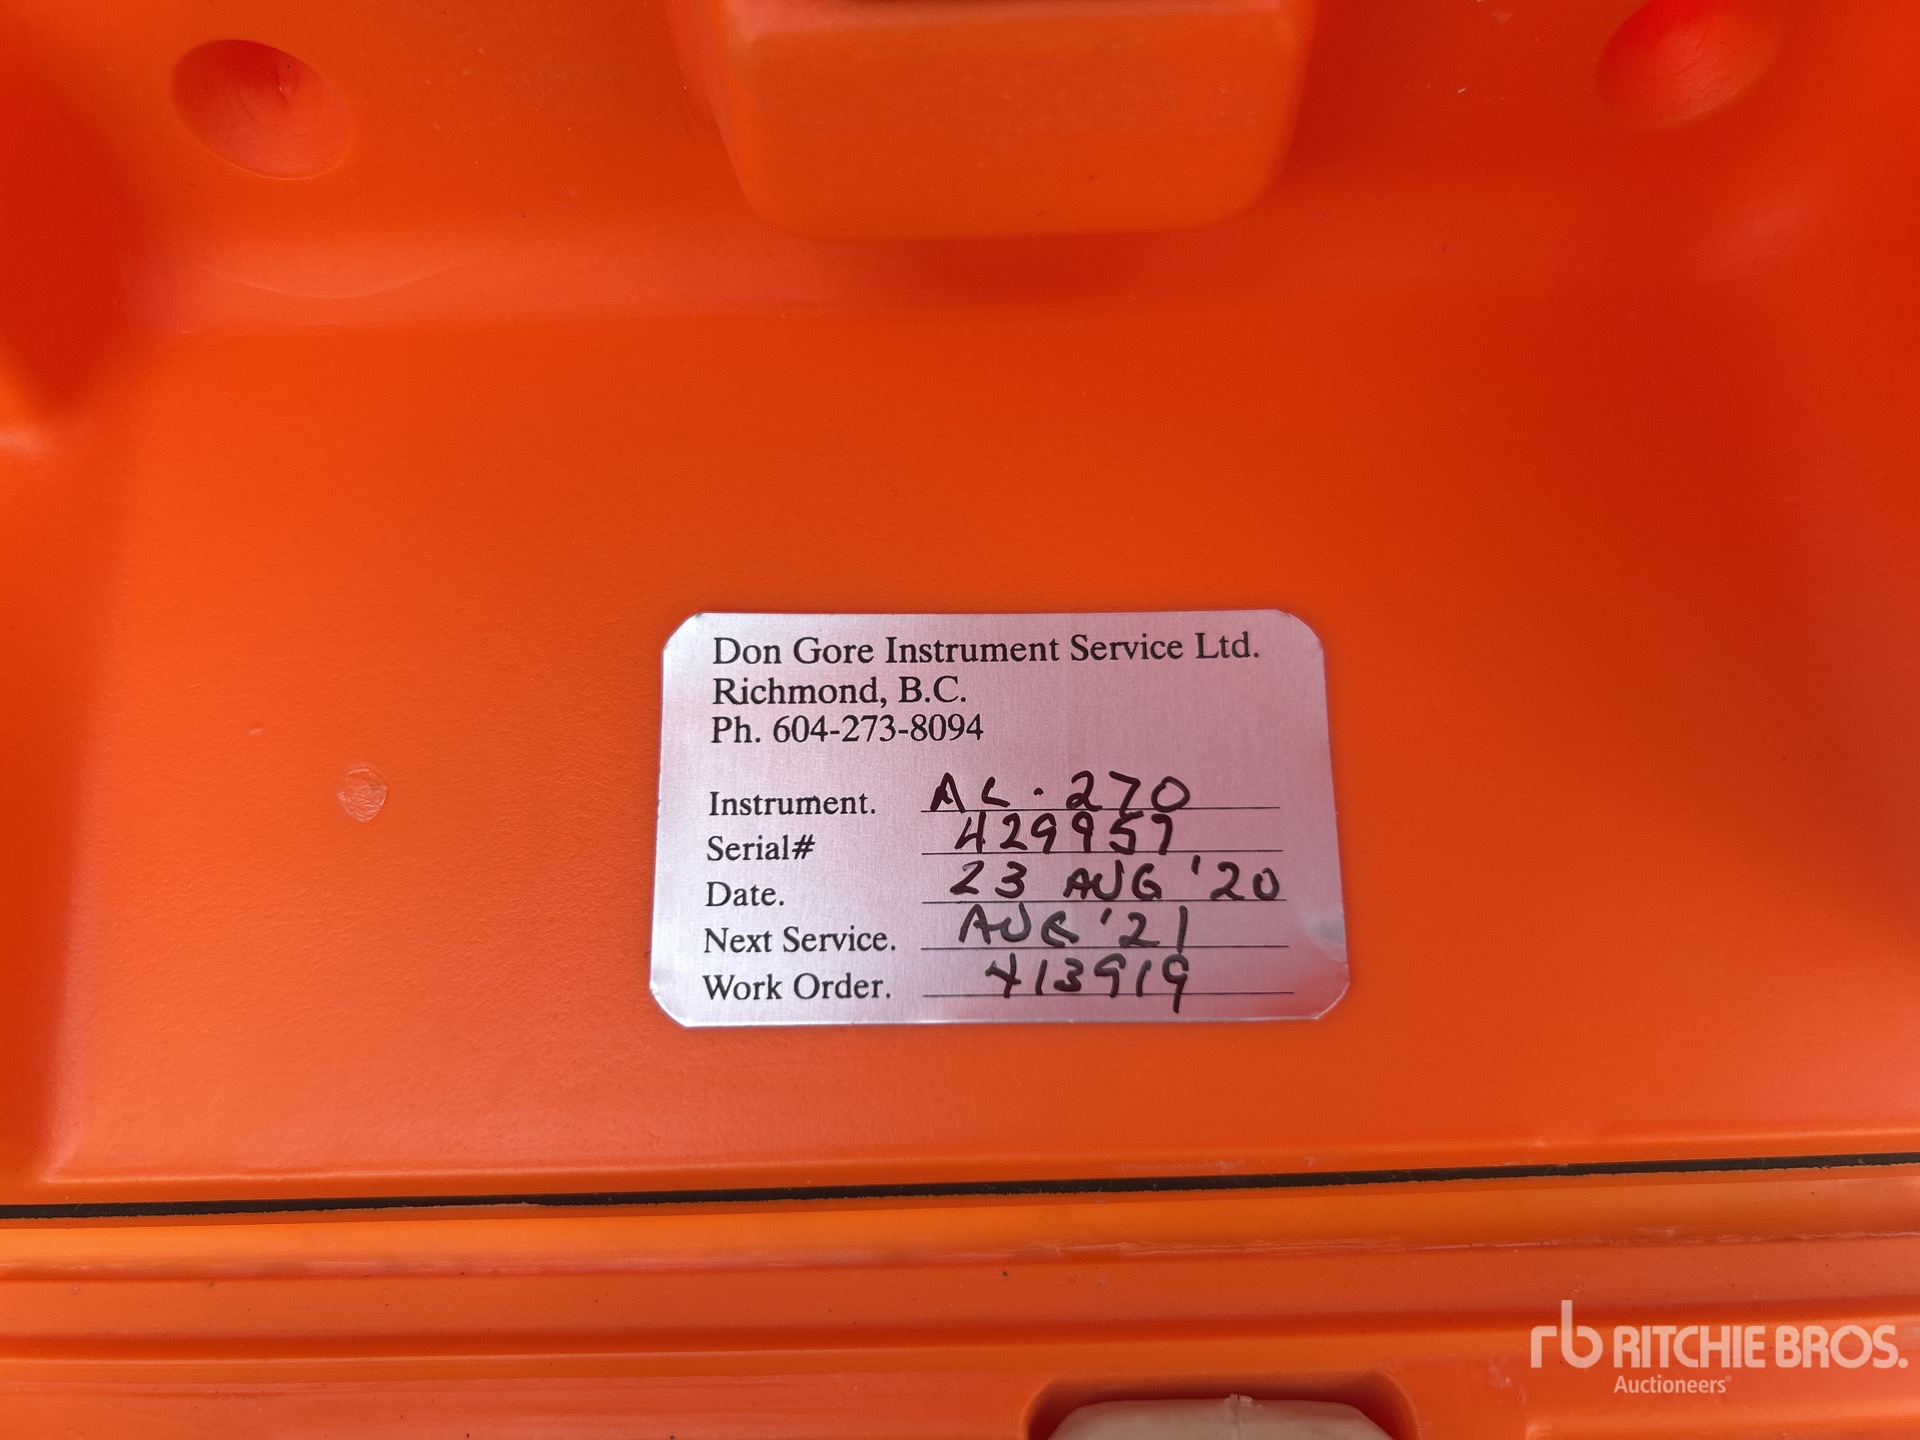 Don Gore Instrument Service Ltd.
Richmond, B.C.
Ph. 604-273-8094
Instrument. AL-270
Serial# 429957
Date. 23 AUG '20
Next Service. AUG '21
Work Order. 413919
rb RITCHIE BROS.
Auctioneers